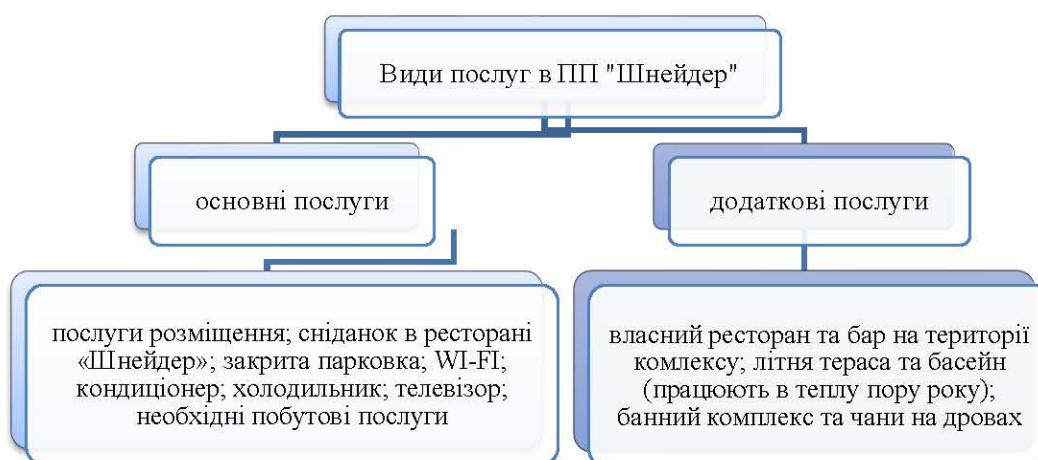 Види послуг в ПП "Шнейдер"
основні послуги
додаткові послуги
послуги розміщення; сніданок в ресторані
«Шнейдер»; закрита парковка; WI-FI;
кондиціонер; холодильник; телевізор;
необхідні побутові послуги
власний ресторан та бар на території
комлексу; літня тераса та басейн
(працюють в теплу пору року);
банний комплекс та чани на дровах